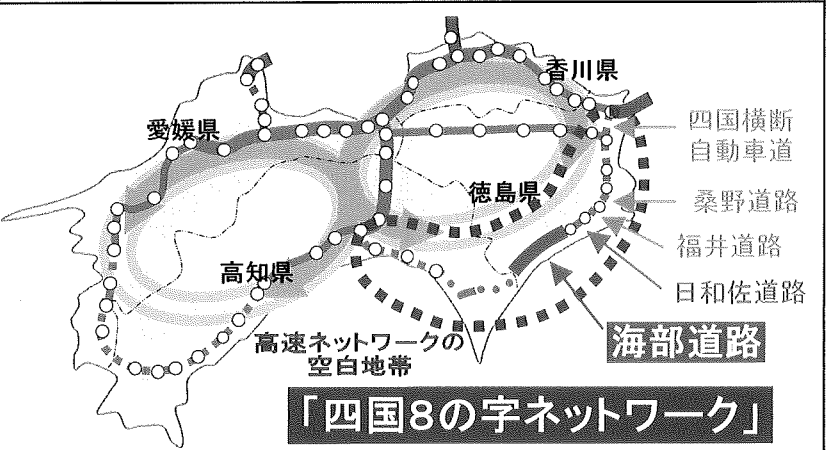 香川県
愛媛県
四国横断
自動車道
徳島県
桑野道路
福井道路
高知県
日和佐道路
海部道路
高速ネットワークの
空白地帯
「四国8の字ネットワーク」